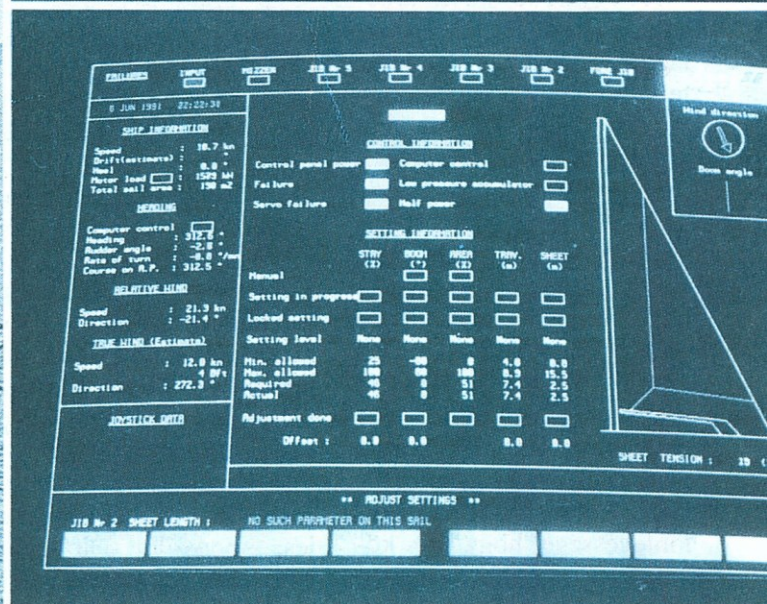 FAILURES INPUT MIZZEN JIB Nr 5 JIB Nr 4 JIB Nr 3 JIB Nr 2 FORE JIB
JUN 1991 22:22:30
SHIP INFORMATION
Speed : 10.7 kn
Drift(estimate) : °
Heel : 0.0 °
Motor load : 1509 kW
Total sail area : 190 m2
HEADING
Computer control
Heading : 312.6 °
Rudder angle : -2.8 °
Rate of turn : -0.0 °/mn
Course on A.P. : 312.5 °
RELATIVE WIND
Speed : 21.3 kn
Direction : -21.4 °
TRUE WIND (Estimate)
Speed : 12.0 kn
4 Bft
Direction : 272.3 °
JOYSTICK DATA
CONTROL INFORMATION
Control panel power Computer control
Failure Low pressure accumulator
Servo failure Half power
SETTING INFORMATION
STAY BOOM AREA TRAV. SHEET
(%) (°) (%) (m) (m)
Manual
Setting in progress
Locked setting
Setting level None None None None None
Min. allowed 25 0 4.0 0.0
Max. allowed 100 100 8.9 15.5
Required 46 0 51 7.4 2.5
Actual 46 0 51 7.4 2.5
Adjustment done
Offset : 0.0 0.0 0.0 0.0
Wind direction
Boom angle
SHEET TENSION : 19 (
** ADJUST SETTINGS **
JIB Nr 2 SHEET LENGTH : NO SUCH PARAMETER ON THIS SAIL